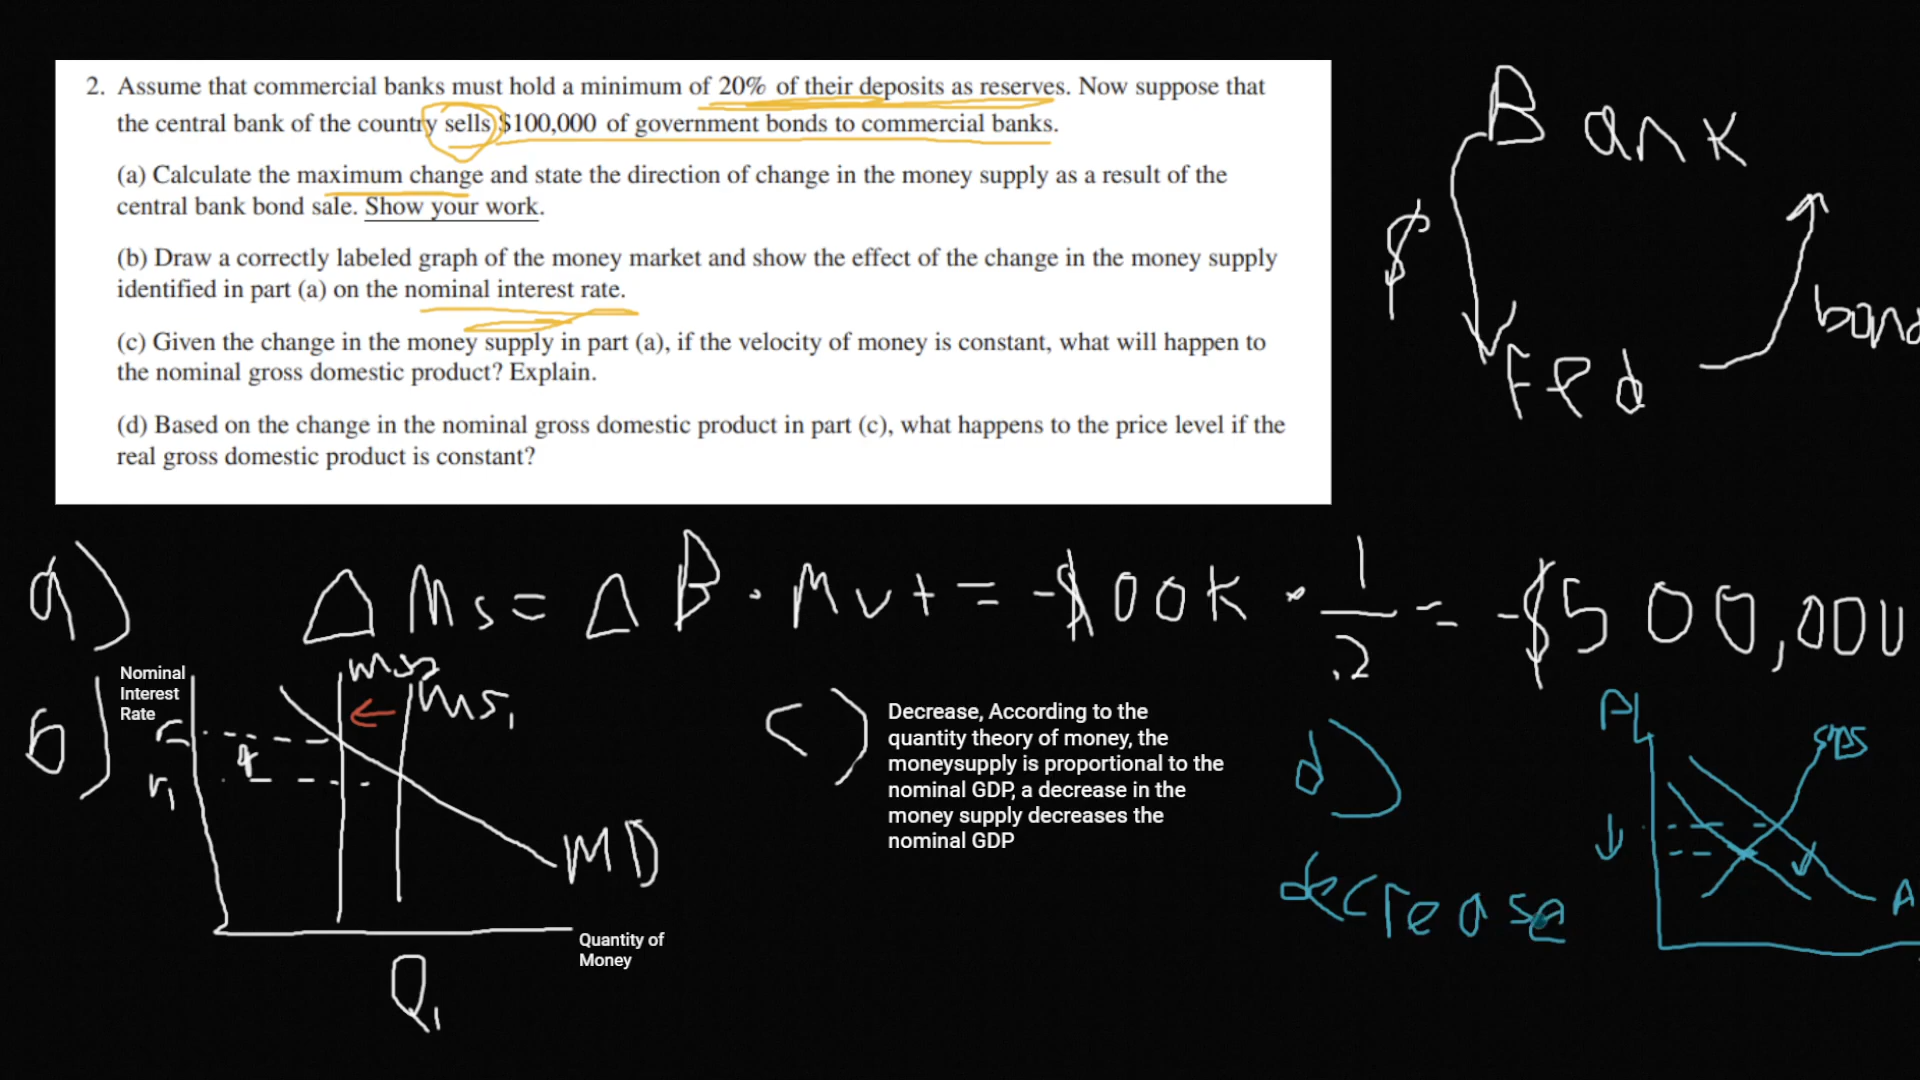 2. Assume that commercial banks must hold a minimum of 20% of their deposits as reserves. Now suppose that
the central bank of the country sells $100,000 of government bonds to commercial banks.
(a) Calculate the maximum change and state the direction of change in the money supply as a result of the
central bank bond sale. Show your work.
(b) Draw a correctly labeled graph of the money market and show the effect of the change in the money supply
identified in part (a) on the nominal interest rate.
(c) Given the change in the money supply in part (a), if the velocity of money is constant, what will happen to
the nominal gross domestic product? Explain.
(d) Based on the change in the nominal gross domestic product in part (c), what happens to the price level if the
real gross domestic product is constant?
Bank
$
bond
Fed
a) Δ Ms = Δ B · Mult = -$100K · 1/.2 = -$500,000
b)
Nominal
Interest
Rate
Ms2
Ms1
r1
MD
Quantity of
Money
Q1
c)
Decrease, According to the
quantity theory of money, the
moneysupply is proportional to the
nominal GDP, a decrease in the
money supply decreases the
nominal GDP
d)
decrease
PL
A